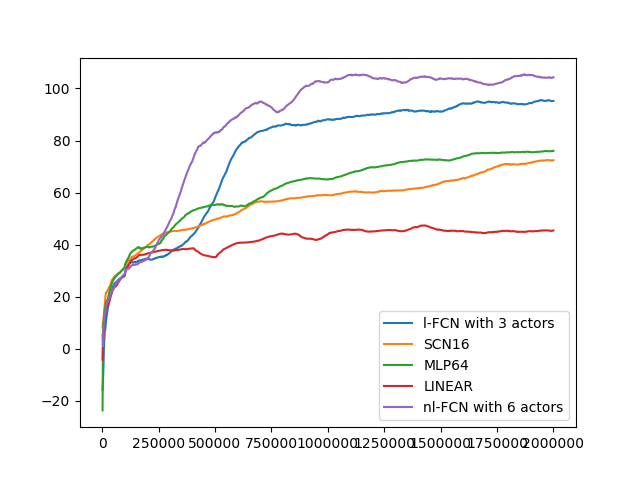 100
80
60
40
20
0
−20
0 250000 500000 750000 1000000 1250000 1500000 1750000 2000000
l-FCN with 3 actors
SCN16
MLP64
LINEAR
nl-FCN with 6 actors